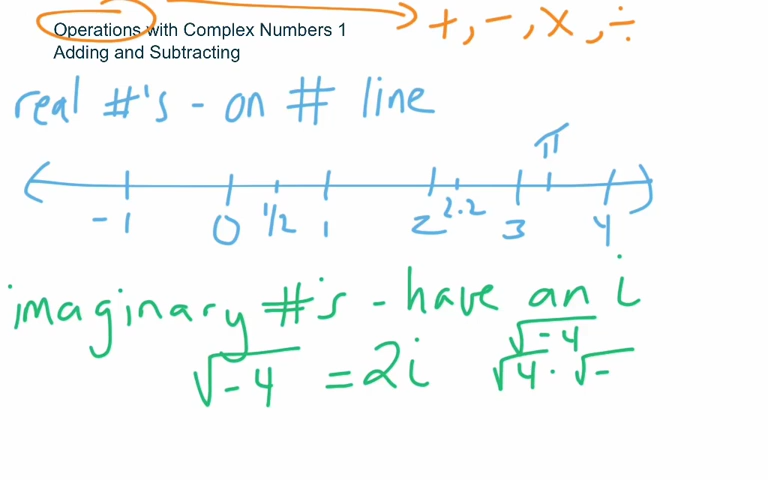 Operations with Complex Numbers 1 +, -, x, ÷
Adding and Subtracting
real #'s - on # line
π
-1 0 1/2 1 2 2.2 3 4
imaginary #'s - have an i
√-4
√-4 = 2i √4 · √-